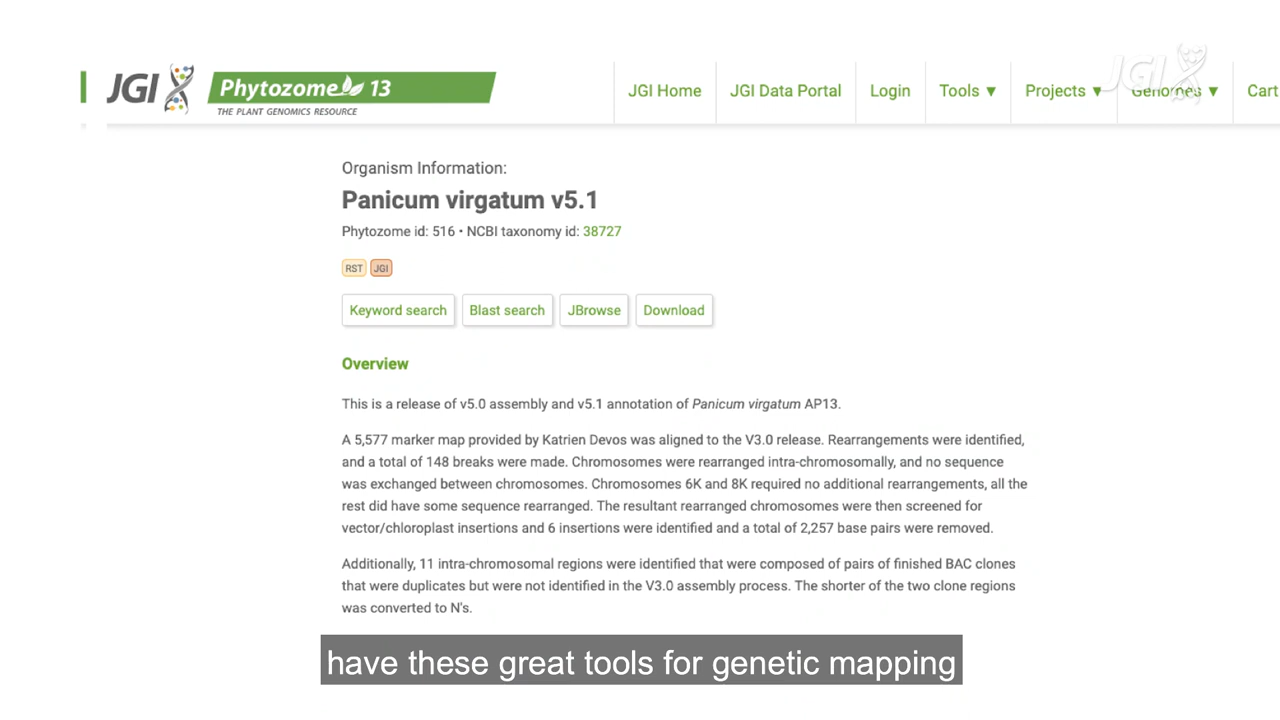 JGI Phytozome 13
THE PLANT GENOMICS RESOURCE
JGI Home
JGI Data Portal
Login
Tools ▼
Projects ▼
Genomes ▼
Cart
JGI
Organism Information:
Panicum virgatum v5.1
Phytozome id: 516 • NCBI taxonomy id: 38727
RST JGI
Keyword search
Blast search
JBrowse
Download
Overview
This is a release of v5.0 assembly and v5.1 annotation of Panicum virgatum AP13.
A 5,577 marker map provided by Katrien Devos was aligned to the V3.0 release. Rearrangements were identified,
and a total of 148 breaks were made. Chromosomes were rearranged intra-chromosomally, and no sequence
was exchanged between chromosomes. Chromosomes 6K and 8K required no additional rearrangements, all the
rest did have some sequence rearranged. The resultant rearranged chromosomes were then screened for
vector/chloroplast insertions and 6 insertions were identified and a total of 2,257 base pairs were removed.
Additionally, 11 intra-chromosomal regions were identified that were composed of pairs of finished BAC clones
that were duplicates but were not identified in the V3.0 assembly process. The shorter of the two clone regions
was converted to N's.
have these great tools for genetic mapping